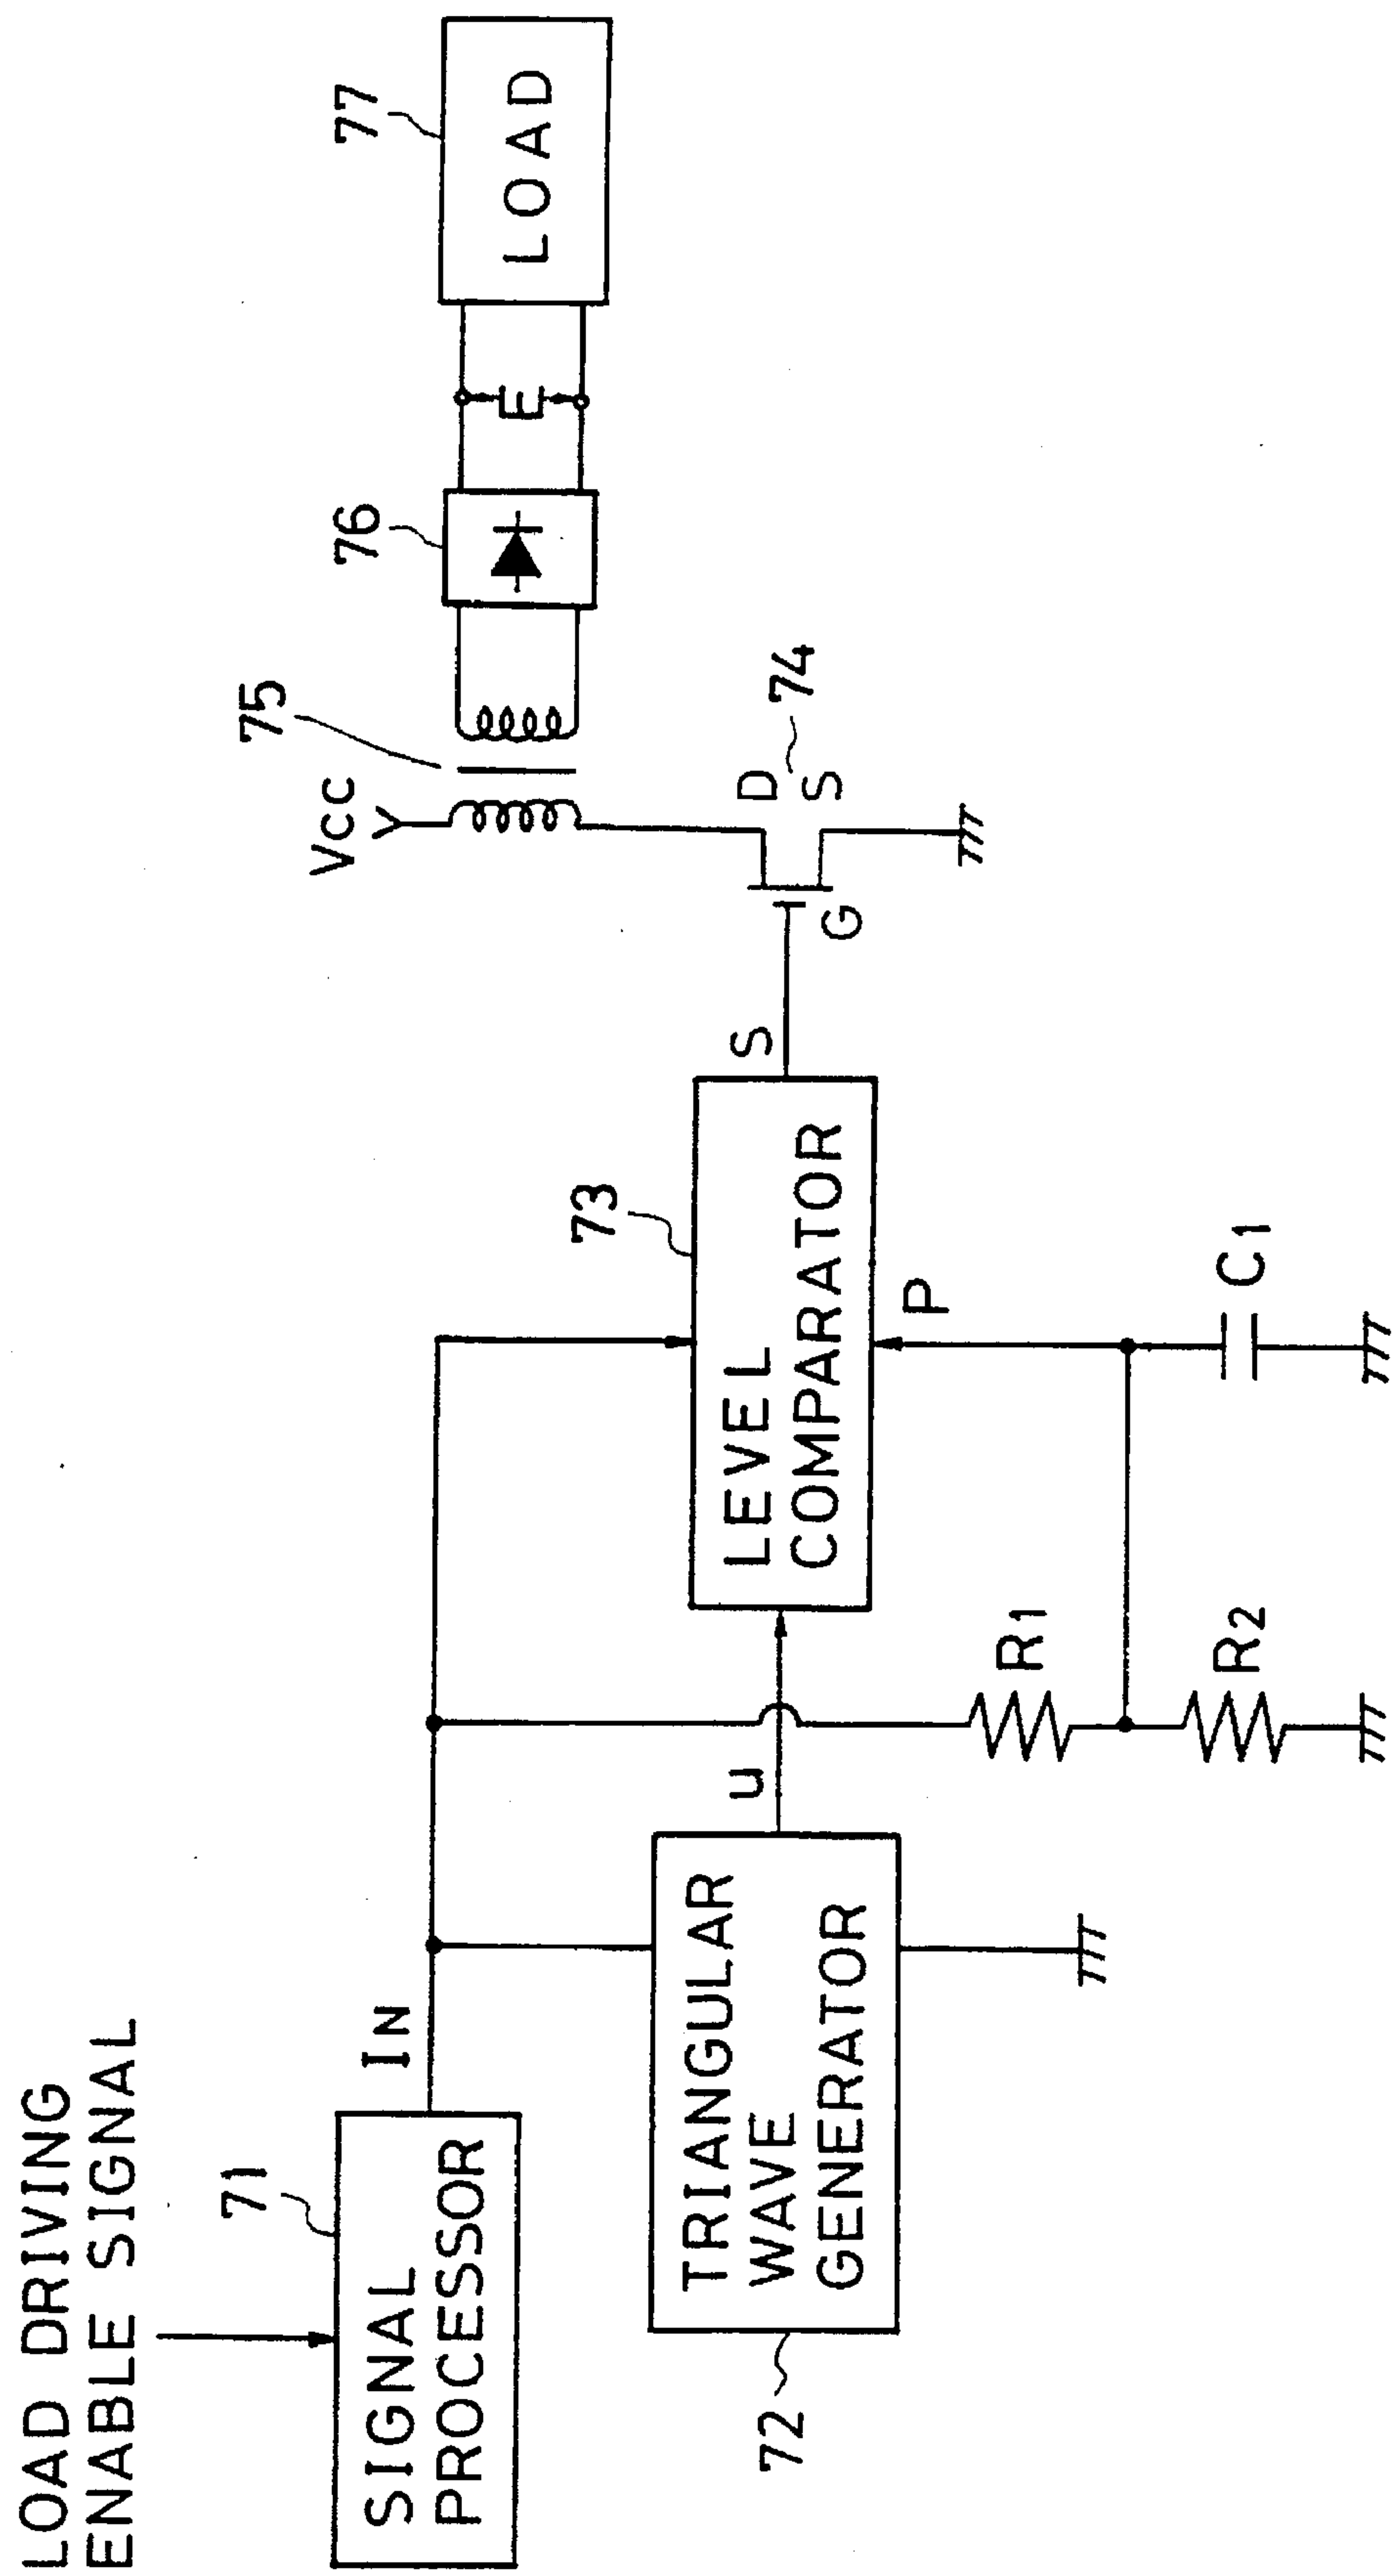 LOAD DRIVING
ENABLE SIGNAL
71
SIGNAL
PROCESSOR
IN
72
TRIANGULAR
WAVE
GENERATOR
u
R1
R2
73
LEVEL
COMPARATOR
P
C1
S
G
D
S
74
Vcc
75
76
E
77
LOAD